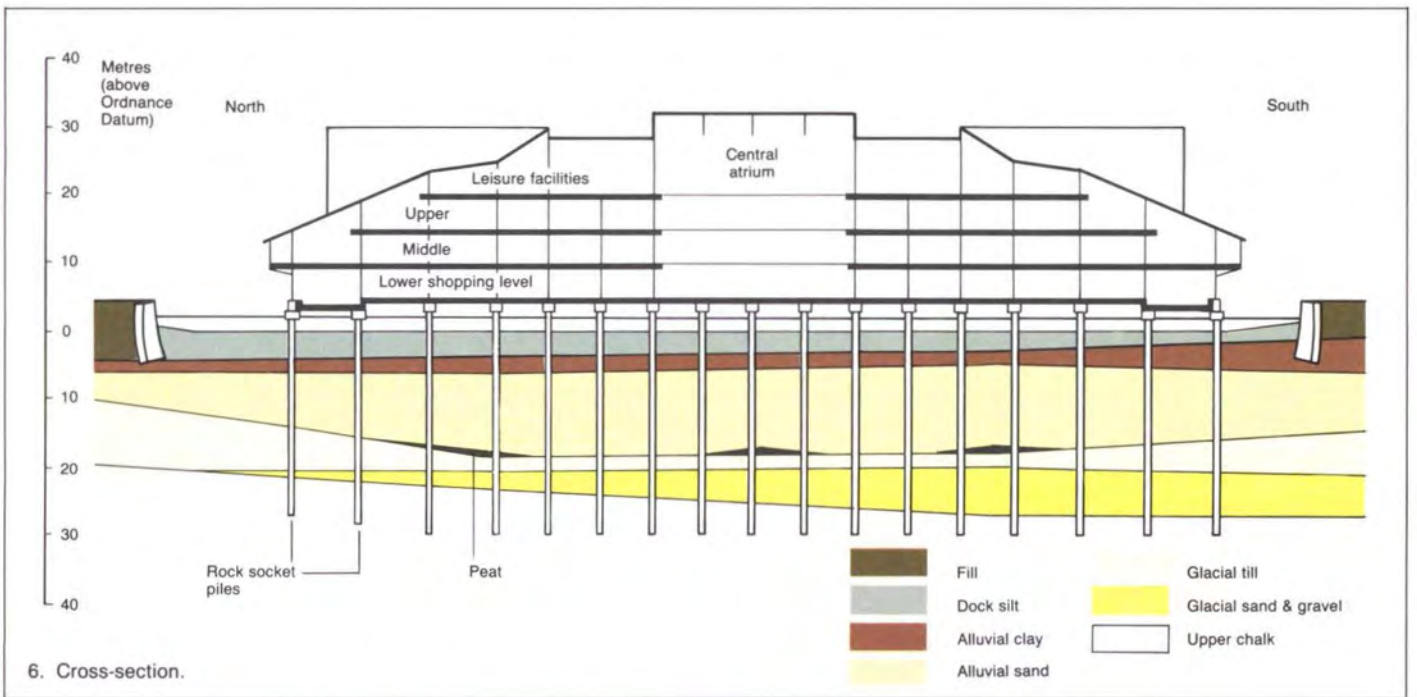 40
30
20
10
0
10
20
30
40
Metres
(above
Ordnance
Datum)
North
South
Central
atrium
Leisure facilities
Upper
Middle
Lower shopping level
Rock socket
piles
Peat
Fill
Dock silt
Alluvial clay
Alluvial sand
Glacial till
Glacial sand & gravel
Upper chalk
6. Cross-section.